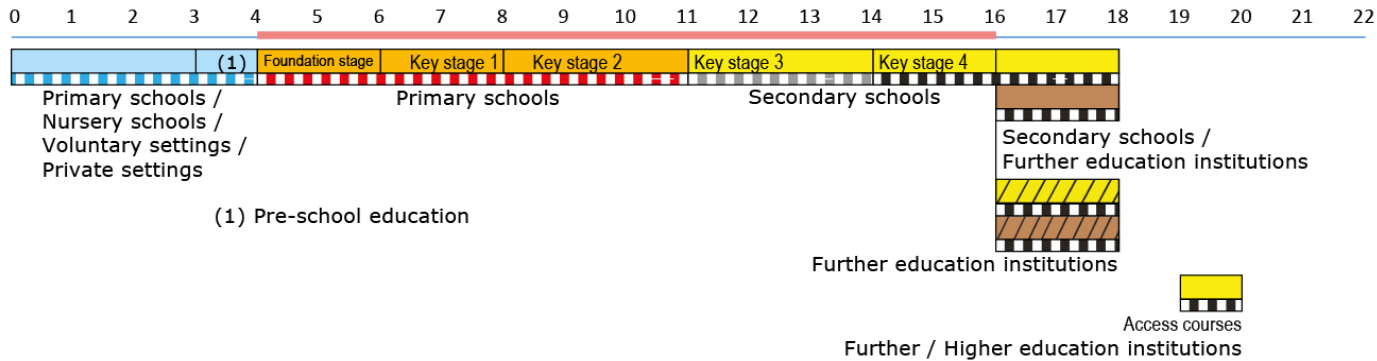 0 1 2 3 4 5 6 7 8 9 10 11 12 13 14 15 16 17 18 19 20 21 22
(1) Foundation stage Key stage 1 Key stage 2 Key stage 3 Key stage 4
Primary schools /
Nursery schools /
Voluntary settings /
Private settings
Primary schools
Secondary schools
Secondary schools /
Further education institutions
(1) Pre-school education
Further education institutions
Access courses
Further / Higher education institutions